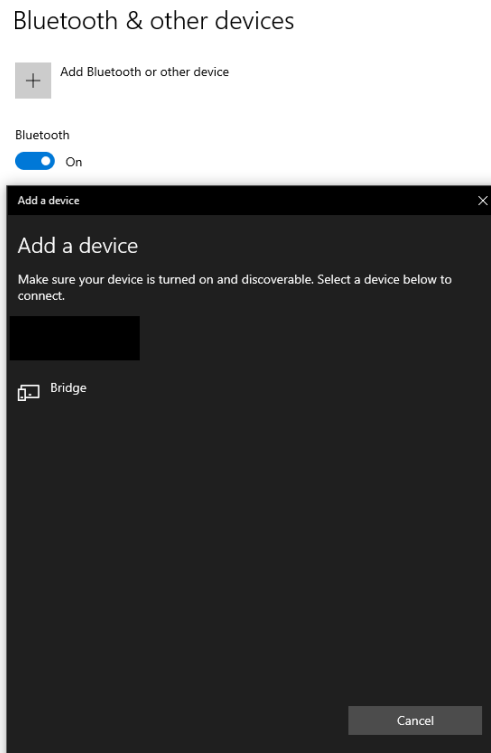 Bluetooth & other devices
Add Bluetooth or other device
Bluetooth
On
Add a device
Add a device
Make sure your device is turned on and discoverable. Select a device below to
connect.
Bridge
Cancel